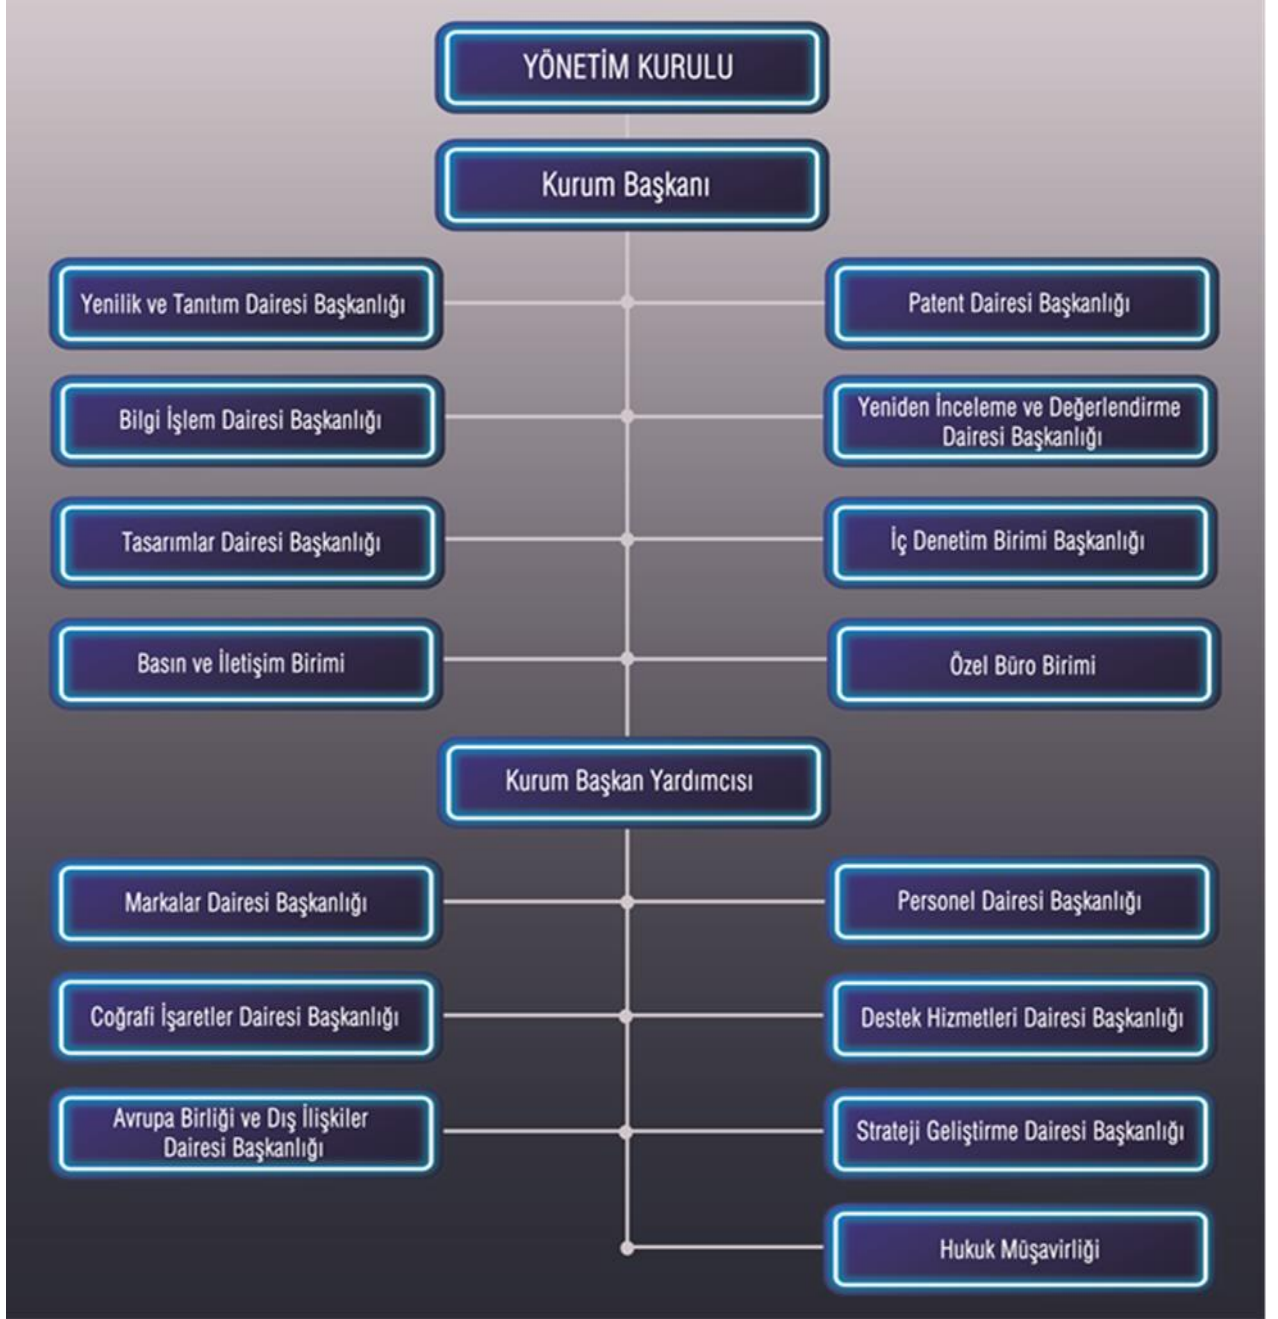 YÖNETİM KURULU
Kurum Başkanı
Yenilik ve Tanıtım Dairesi Başkanlığı
Patent Dairesi Başkanlığı
Bilgi İşlem Dairesi Başkanlığı
Yeniden İnceleme ve Değerlendirme
Dairesi Başkanlığı
Tasarımlar Dairesi Başkanlığı
İç Denetim Birimi Başkanlığı
Basın ve İletişim Birimi
Özel Büro Birimi
Kurum Başkan Yardımcısı
Markalar Dairesi Başkanlığı
Personel Dairesi Başkanlığı
Coğrafi İşaretler Dairesi Başkanlığı
Destek Hizmetleri Dairesi Başkanlığı
Avrupa Birliği ve Dış İlişkiler
Dairesi Başkanlığı
Strateji Geliştirme Dairesi Başkanlığı
Hukuk Müşavirliği